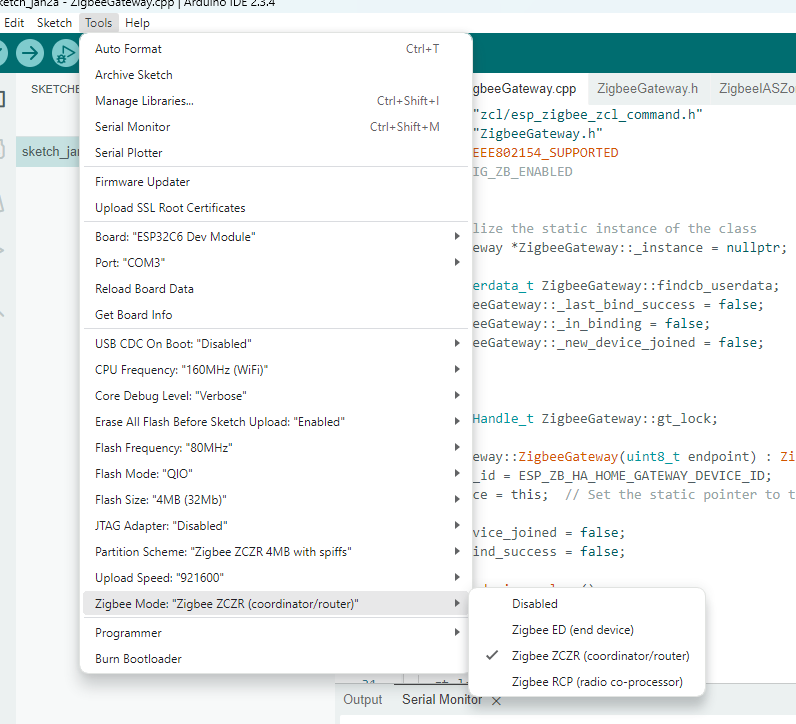 ketch_jan2a - ZigbeeGateway.cpp | Arduino IDE 2.3.4
Edit Sketch Tools Help
Auto Format Ctrl+T
Archive Sketch
Manage Libraries... Ctrl+Shift+I
Serial Monitor Ctrl+Shift+M
Serial Plotter
Firmware Updater
Upload SSL Root Certificates
Board: "ESP32C6 Dev Module"
Port: "COM3"
Reload Board Data
Get Board Info
USB CDC On Boot: "Disabled"
CPU Frequency: "160MHz (WiFi)"
Core Debug Level: "Verbose"
Erase All Flash Before Sketch Upload: "Enabled"
Flash Frequency: "80MHz"
Flash Mode: "QIO"
Flash Size: "4MB (32Mb)"
JTAG Adapter: "Disabled"
Partition Scheme: "Zigbee ZCZR 4MB with spiffs"
Upload Speed: "921600"
Zigbee Mode: "Zigbee ZCZR (coordinator/router)"
Programmer
Burn Bootloader
Disabled
Zigbee ED (end device)
Zigbee ZCZR (coordinator/router)
Zigbee RCP (radio co-processor)
SKETCHE
sketch_jan
gbeeGateway.cpp ZigbeeGateway.h ZigbeeIASZo
"zcl/esp_zigbee_zcl_command.h"
"ZigbeeGateway.h"
EEE802154_SUPPORTED
IG_ZB_ENABLED
lize the static instance of the class
eway *ZigbeeGateway::_instance = nullptr;
erdata_t ZigbeeGateway::findcb_userdata;
eeGateway::_last_bind_success = false;
eeGateway::_in_binding = false;
eeGateway::_new_device_joined = false;
Handle_t ZigbeeGateway::gt_lock;
eway::ZigbeeGateway(uint8_t endpoint) : Zi
_id = ESP_ZB_HA_HOME_GATEWAY_DEVICE_ID;
ce = this; // Set the static pointer to t
vice_joined = false;
ind_success = false;
Output Serial Monitor